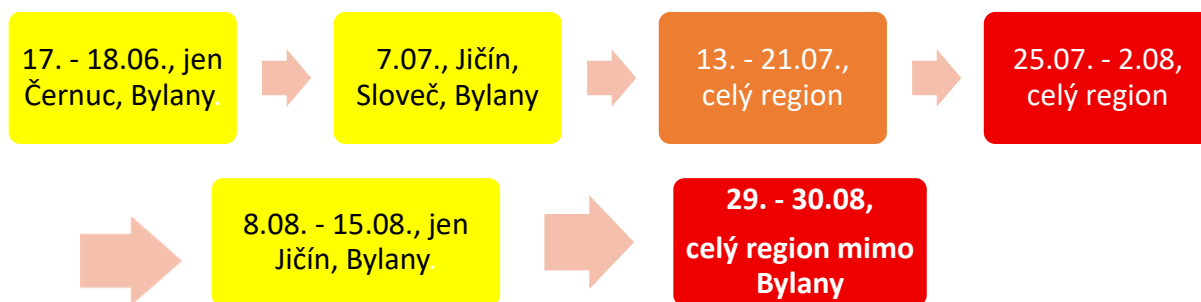 17. - 18.06., jen
Černuc, Bylany.
7.07., Jičín,
Sloveč, Bylany
13. - 21.07.,
celý region
25.07. - 2.08,
celý region
8.08. - 15.08., jen
Jičín, Bylany.
29. - 30.08,
celý region mimo
Bylany